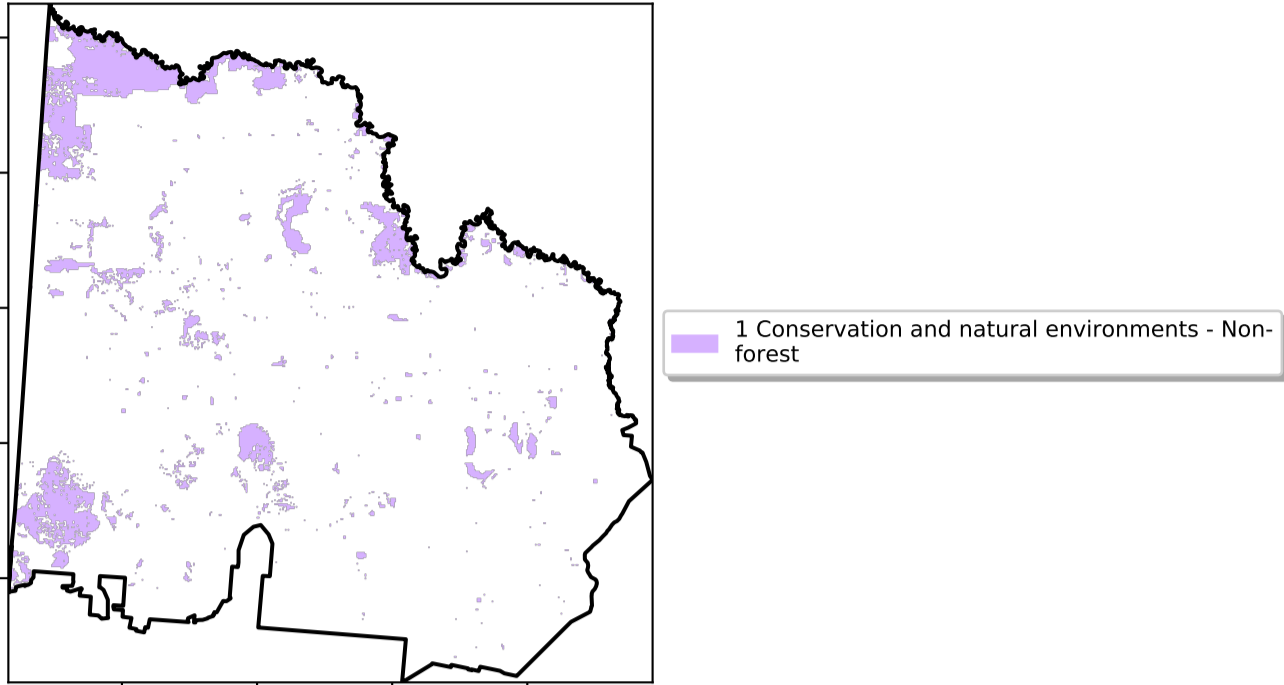 1 Conservation and natural environments - Non-
forest